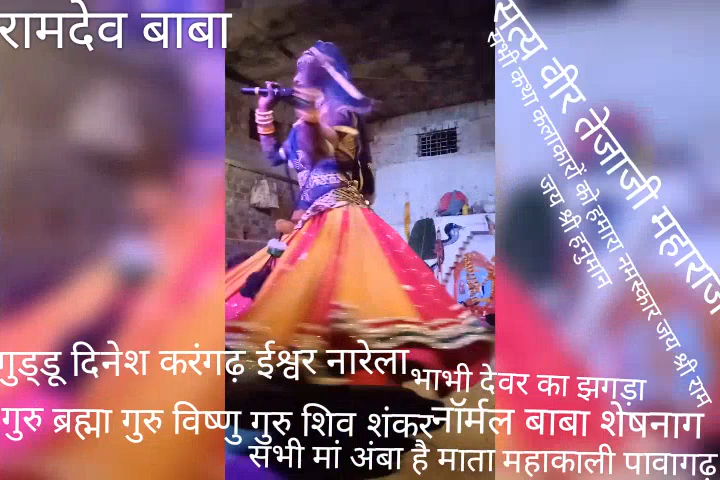 रामदेव बाबा
सत्य वीर तेजाजी महाराज
सभी कथा कलाकारों को हमारा नमस्कार जय श्री राम
जय श्री हनुमान
गुड्डू दिनेश करंगढ़ ईश्वर नारेला
भाभी देवर का झगड़ा
गुरु ब्रह्मा गुरु विष्णु गुरु शिव शंकर
नॉर्मल बाबा शेषनाग
सभी मां अंबा है माता महाकाली पावागढ़